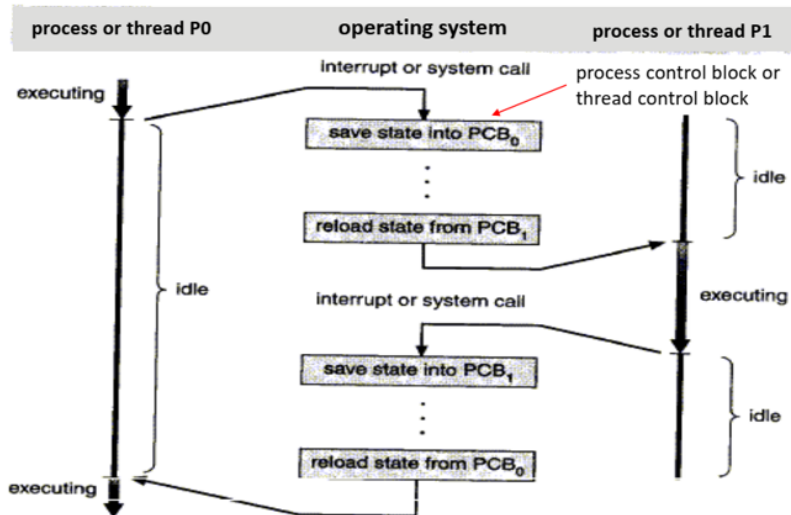 process or thread P0
operating system
process or thread P1
interrupt or system call
process control block or
thread control block
executing
save state into PCB0
idle
reload state from PCB1
idle
interrupt or system call
executing
save state into PCB1
idle
reload state from PCB0
executing